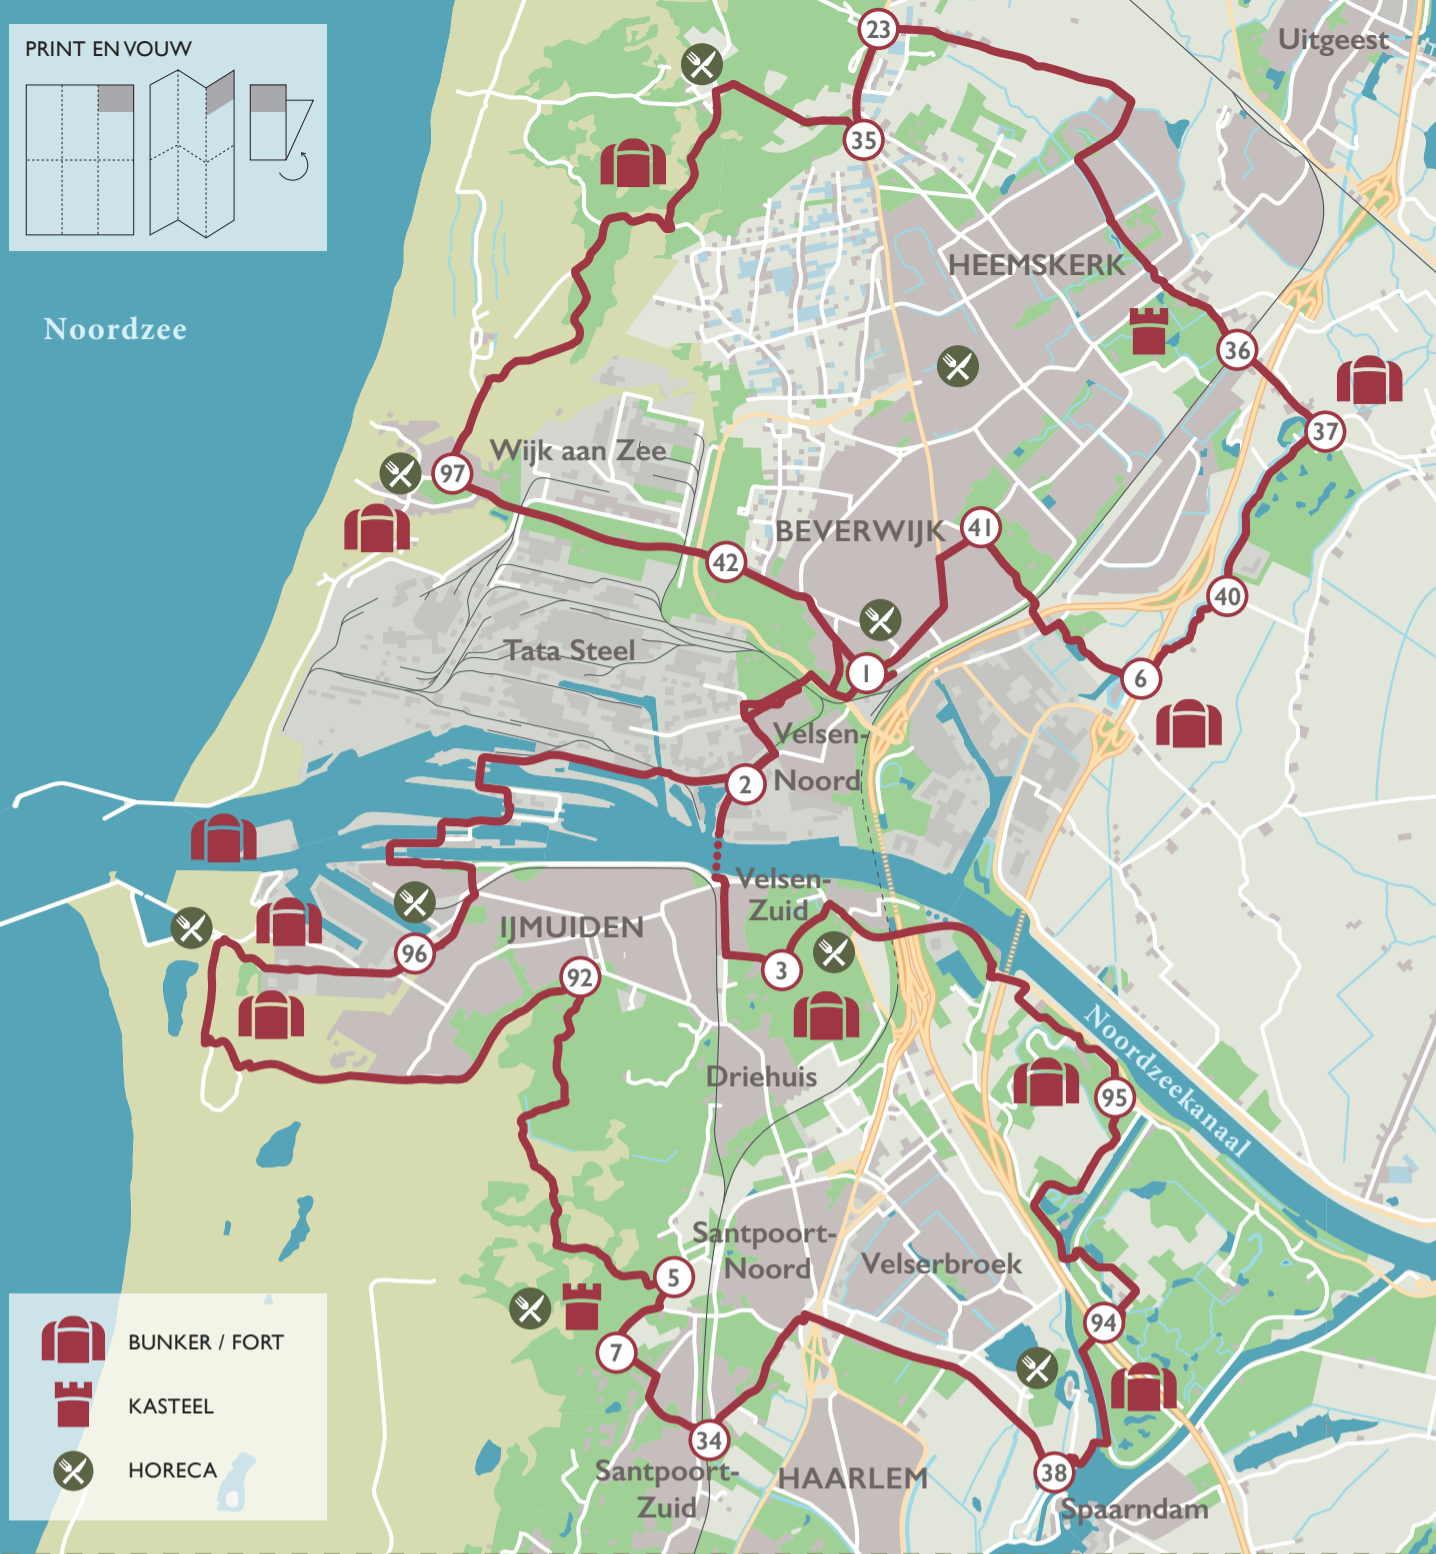 PRINT EN VOUW
23
Uitgeest
35
HEEMSKERK
Noordzee
36
37
Wijk aan Zee
97
BEVERWIJK
41
42
40
Tata Steel
1
6
Velsen-
Noord
2
Velsen-
Zuid
IJMUIDEN
96
92
3
Noordzeekanaal
Driehuis
95
Santpoort-
Noord
Velserbroek
5
94
7
BUNKER / FORT
KASTEEL
HORECA
34
Santpoort-
Zuid
HAARLEM
38
Spaarndam